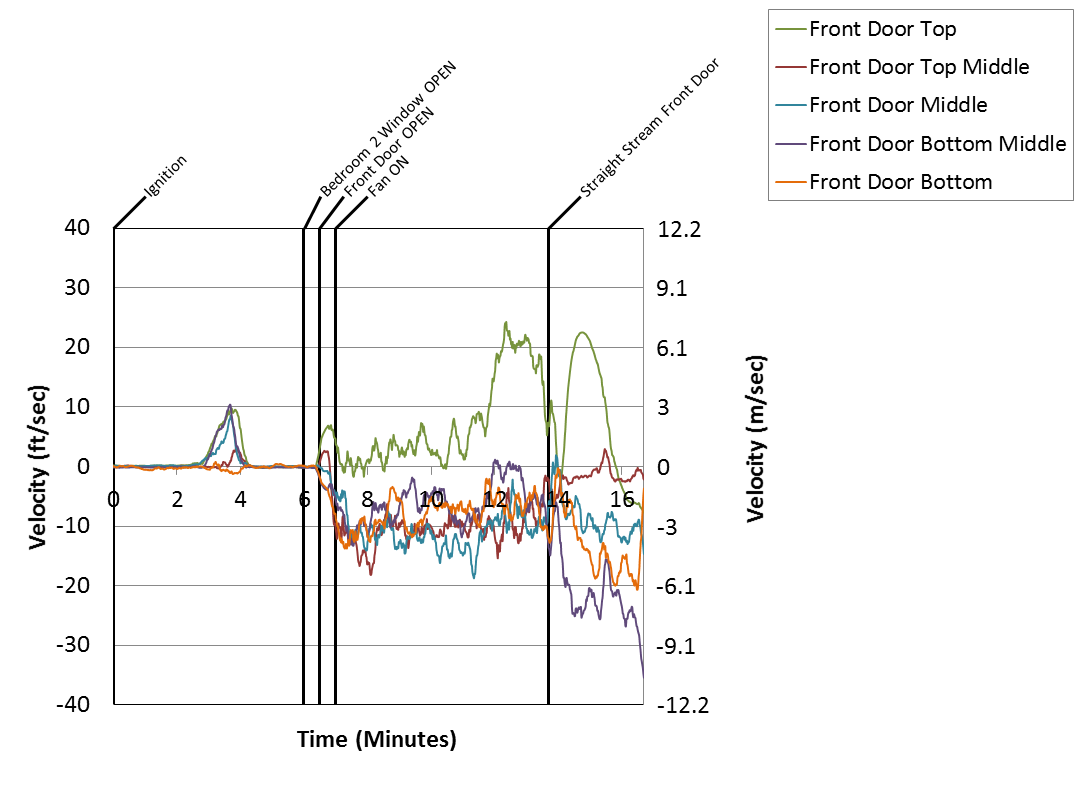 Front Door Top
Front Door Top Middle
Front Door Middle
Front Door Bottom Middle
Front Door Bottom
Ignition
Bedroom 2 Window OPEN
Front Door OPEN
Fan ON
Straight Stream Front Door
40
30
20
10
0
-10
-20
-30
-40
Velocity (ft/sec)
0 2 4 6 8 10 12 14 16
Time (Minutes)
12.2
9.1
6.1
3
0
-3
-6.1
-9.1
-12.2
Velocity (m/sec)